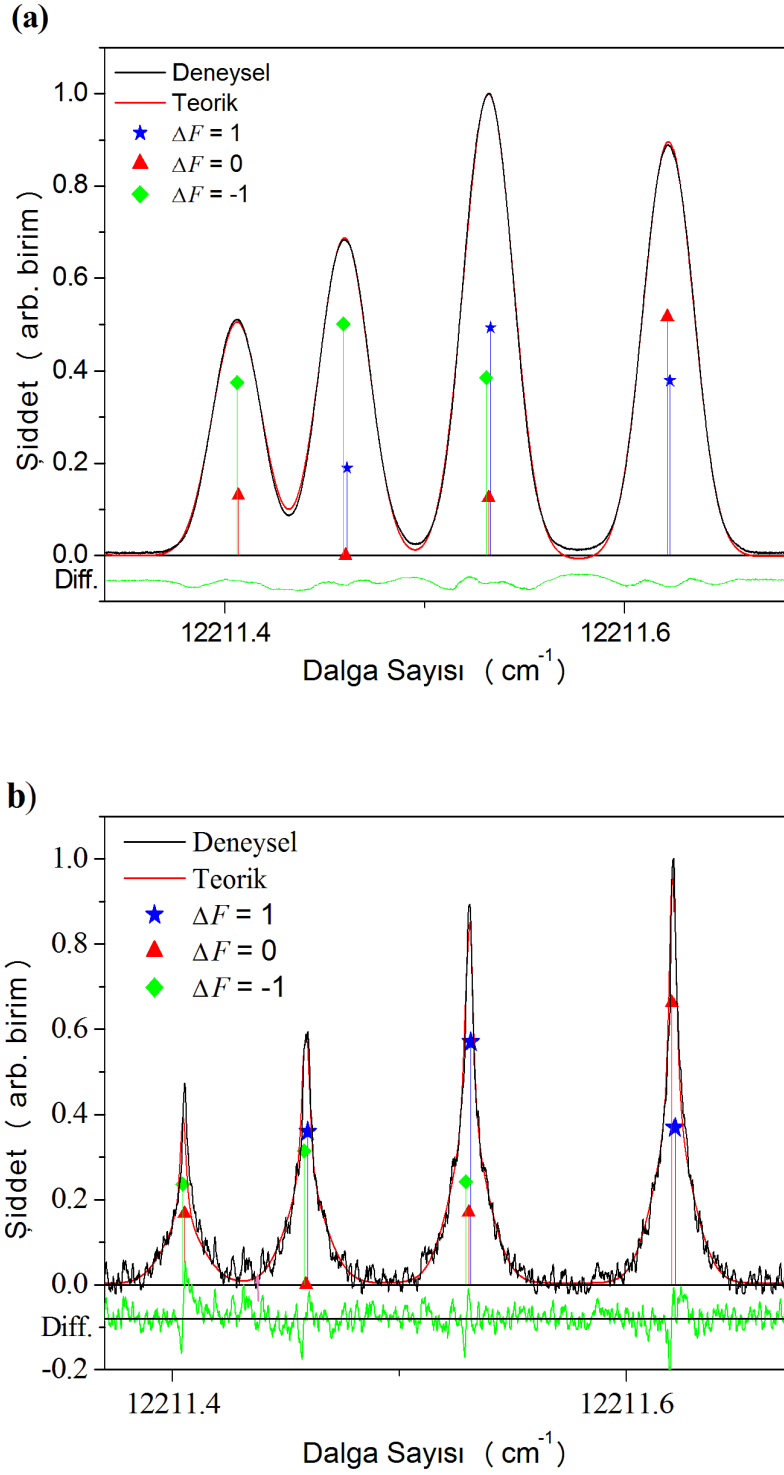 (a)
Deneysel
Teorik
ΔF = 1
ΔF = 0
ΔF = -1
1.0
0.8
0.6
0.4
0.2
0.0
Diff.
Şiddet ( arb. birim )
12211.4
12211.6
Dalga Sayısı ( cm-1 )
b)
Deneysel
Teorik
ΔF = 1
ΔF = 0
ΔF = -1
1.0
0.8
0.6
0.4
0.2
0.0
Diff.
-0.2
Şiddet ( arb. birim )
12211.4
12211.6
Dalga Sayısı ( cm-1 )